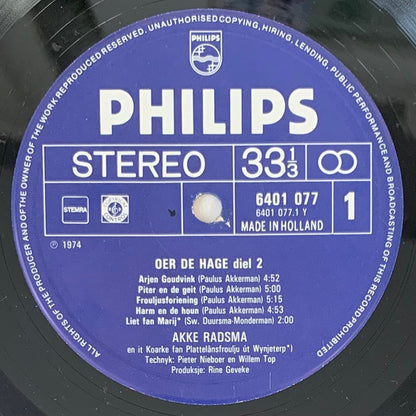 ALL RIGHTS OF THE PRODUCER AND OF THE OWNER OF THE WORK REPRODUCED RESERVED. UNAUTHORISED COPYING, HIRING, LENDING, PUBLIC PERFORMANCE AND BROADCASTING OF THIS RECORD PROHIBITED
PHILIPS
PHILIPS
STEREO 33 1/3
STEMRA
6401 077
6401 077.1 Y
MADE IN HOLLAND
1
℗ 1974
OER DE HAGE diel 2
Arjen Goudvink (Paulus Akkerman) 4:52
Piter en de geit (Paulus Akkerman) 5:00
Frouljusforiening (Paulus Akkerman) 5:15
Harm en de houn (Paulus Akkerman) 4:53
Liet fan Marij* (Sw. Duursma-Monderman) 2:00
AKKE RADSMA
en it Koarke fan Plattelânsfroulju út Wynjeterp*)
Technyk: Pieter Nieboer en Willem Top
Produksje: Rine Geveke